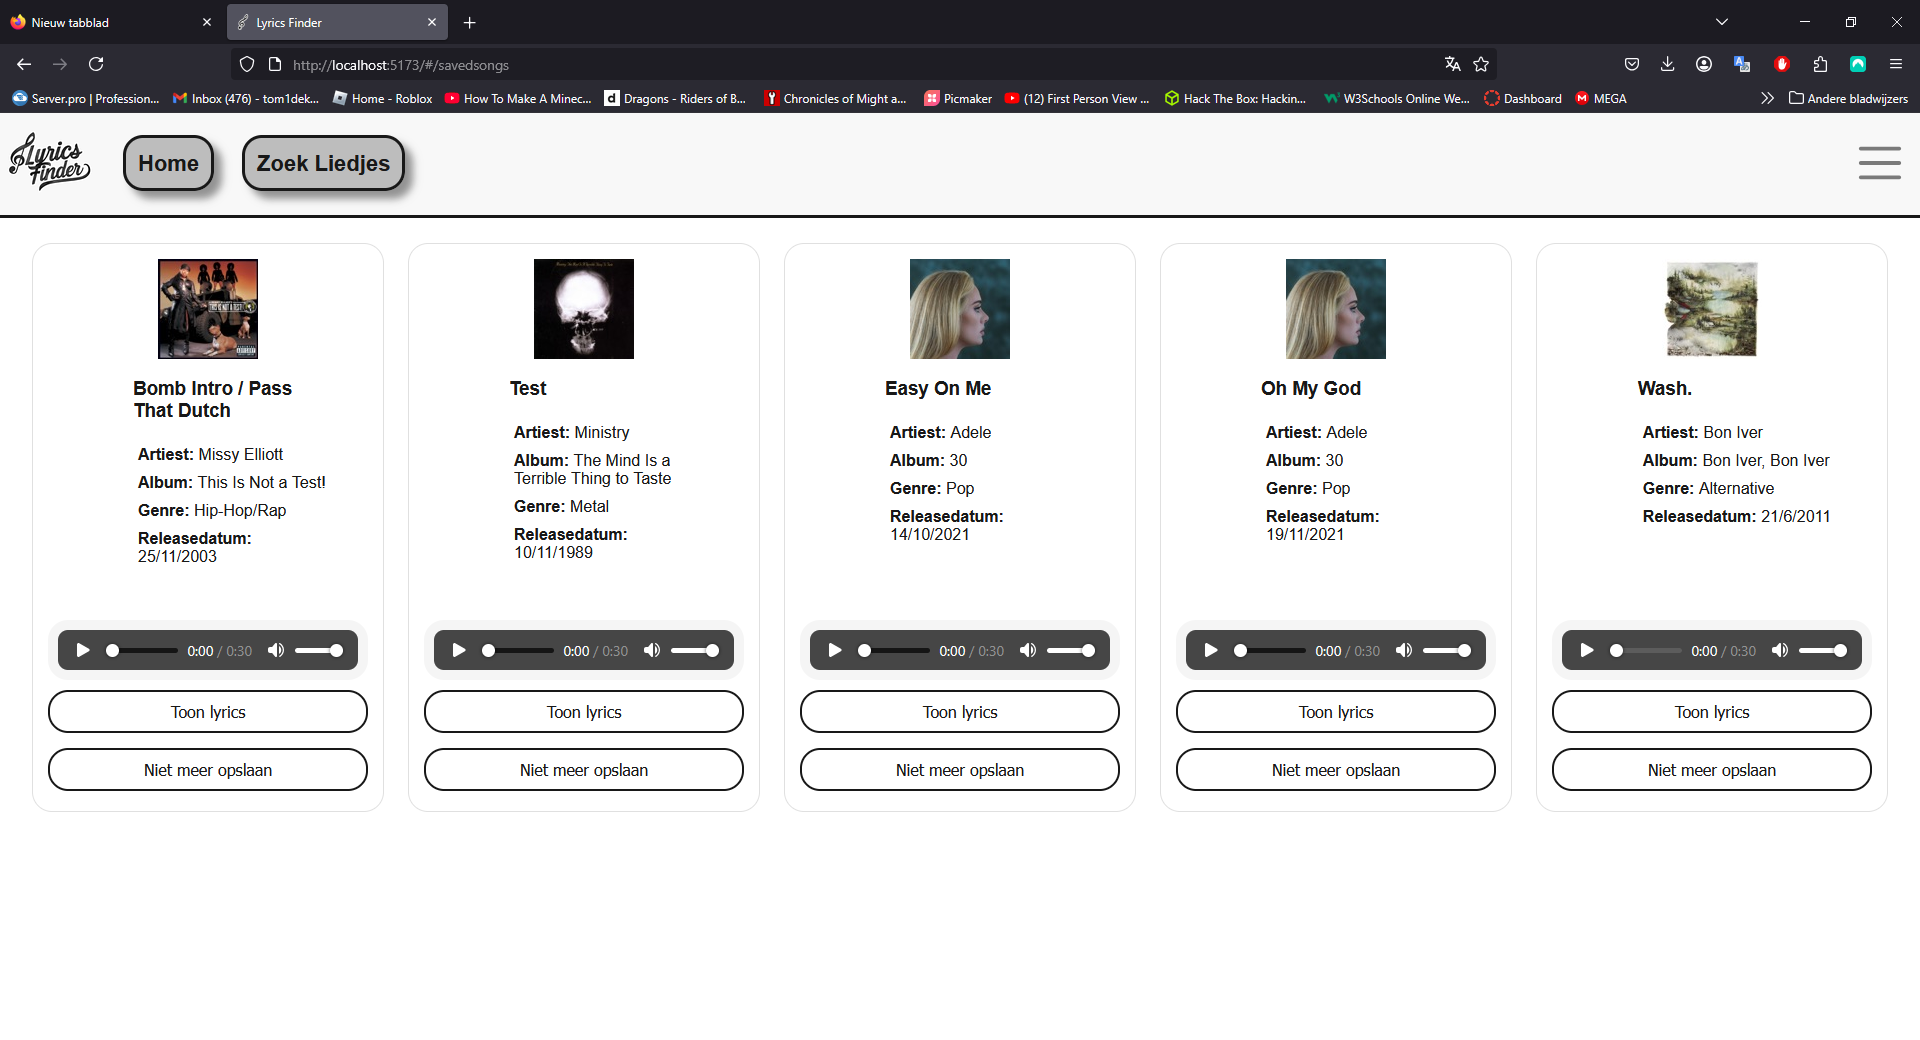 Nieuw tabblad
Lyrics Finder
http://localhost:5173/#/savedsongs
Server.pro | Profession...
Inbox (476) - tom1dek...
Home - Roblox
How To Make A Minec...
Dragons - Riders of B...
Chronicles of Might a...
Picmaker
(12) First Person View ...
Hack The Box: Hackin...
W3Schools Online We...
Dashboard
MEGA
Andere bladwijzers
Lyrics
Finder
Home
Zoek Liedjes
THIS IS NOT A TEST!
Bomb Intro / Pass
That Dutch
Artiest: Missy Elliott
Album: This Is Not a Test!
Genre: Hip-Hop/Rap
Releasedatum:
25/11/2003
0:00 / 0:30
Toon lyrics
Niet meer opslaan
Test
Artiest: Ministry
Album: The Mind Is a
Terrible Thing to Taste
Genre: Metal
Releasedatum:
10/11/1989
0:00 / 0:30
Toon lyrics
Niet meer opslaan
Easy On Me
Artiest: Adele
Album: 30
Genre: Pop
Releasedatum:
14/10/2021
0:00 / 0:30
Toon lyrics
Niet meer opslaan
Oh My God
Artiest: Adele
Album: 30
Genre: Pop
Releasedatum:
19/11/2021
0:00 / 0:30
Toon lyrics
Niet meer opslaan
Wash.
Artiest: Bon Iver
Album: Bon Iver, Bon Iver
Genre: Alternative
Releasedatum: 21/6/2011
0:00 / 0:30
Toon lyrics
Niet meer opslaan